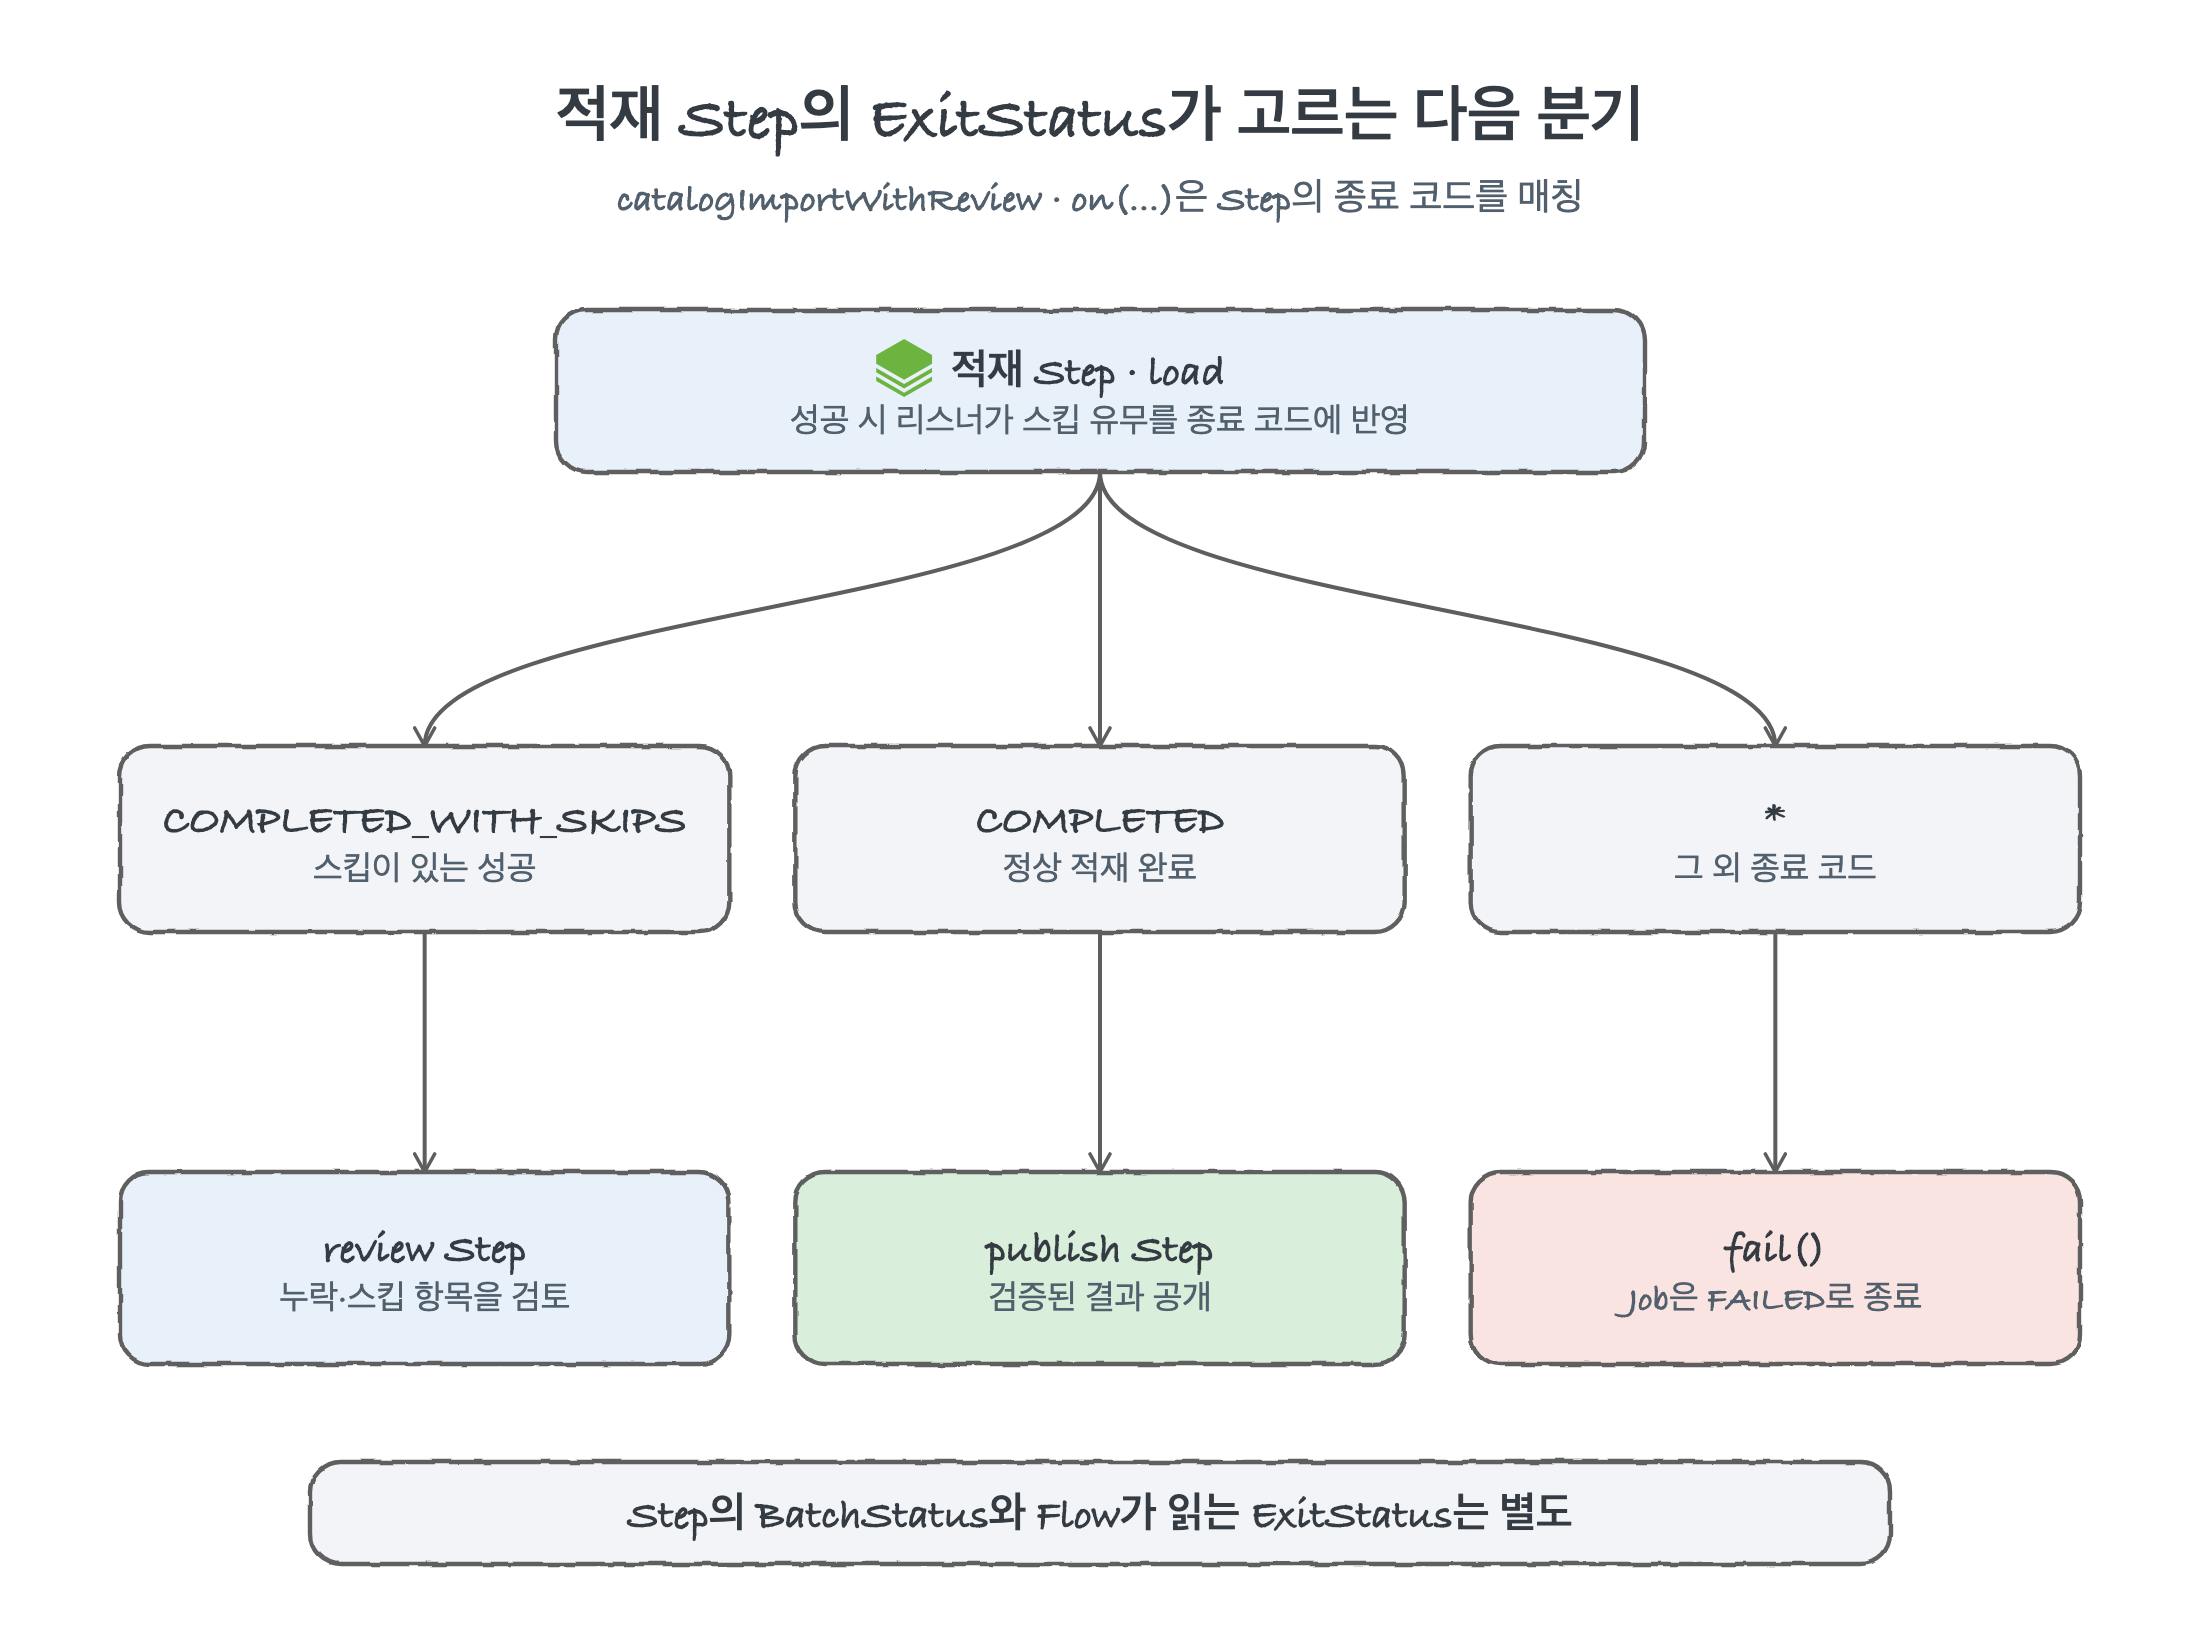 적재 Step의 ExitStatus가 고르는 다음 분기
catalogImportWithReview · on(...)은 Step의 종료 코드를 매칭
적재 Step · load
성공 시 리스너가 스킵 유무를 종료 코드에 반영
COMPLETED_WITH_SKIPS
스킵이 있는 성공
COMPLETED
정상 적재 완료
*
그 외 종료 코드
review Step
누락·스킵 항목을 검토
publish Step
검증된 결과 공개
fail()
Job은 FAILED로 종료
Step의 BatchStatus와 Flow가 읽는 ExitStatus는 별도